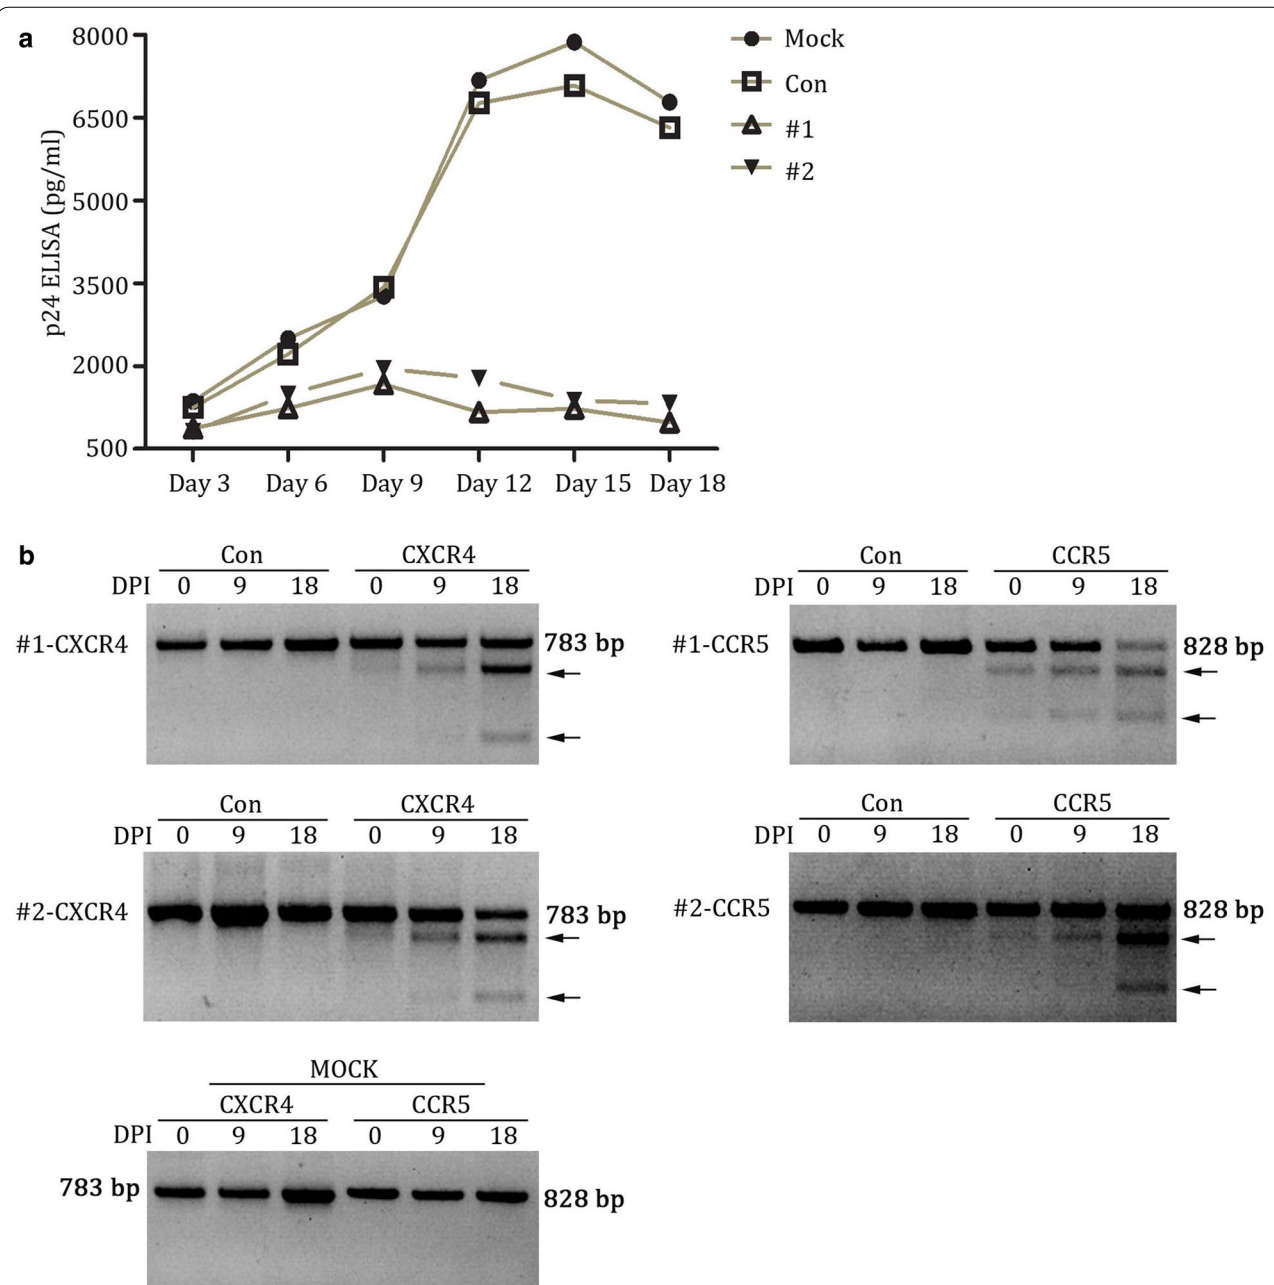 a
8000
6500
5000
3500
2000
500
p24 ELISA (pg/ml)
Day 3 Day 6 Day 9 Day 12 Day 15 Day 18
Mock
Con
#1
#2
b
Con CXCR4
DPI 0 9 18 0 9 18
#1-CXCR4 783 bp
Con CCR5
DPI 0 9 18 0 9 18
#1-CCR5 828 bp
Con CXCR4
DPI 0 9 18 0 9 18
#2-CXCR4 783 bp
Con CCR5
DPI 0 9 18 0 9 18
#2-CCR5 828 bp
MOCK
CXCR4 CCR5
DPI 0 9 18 0 9 18
783 bp 828 bp